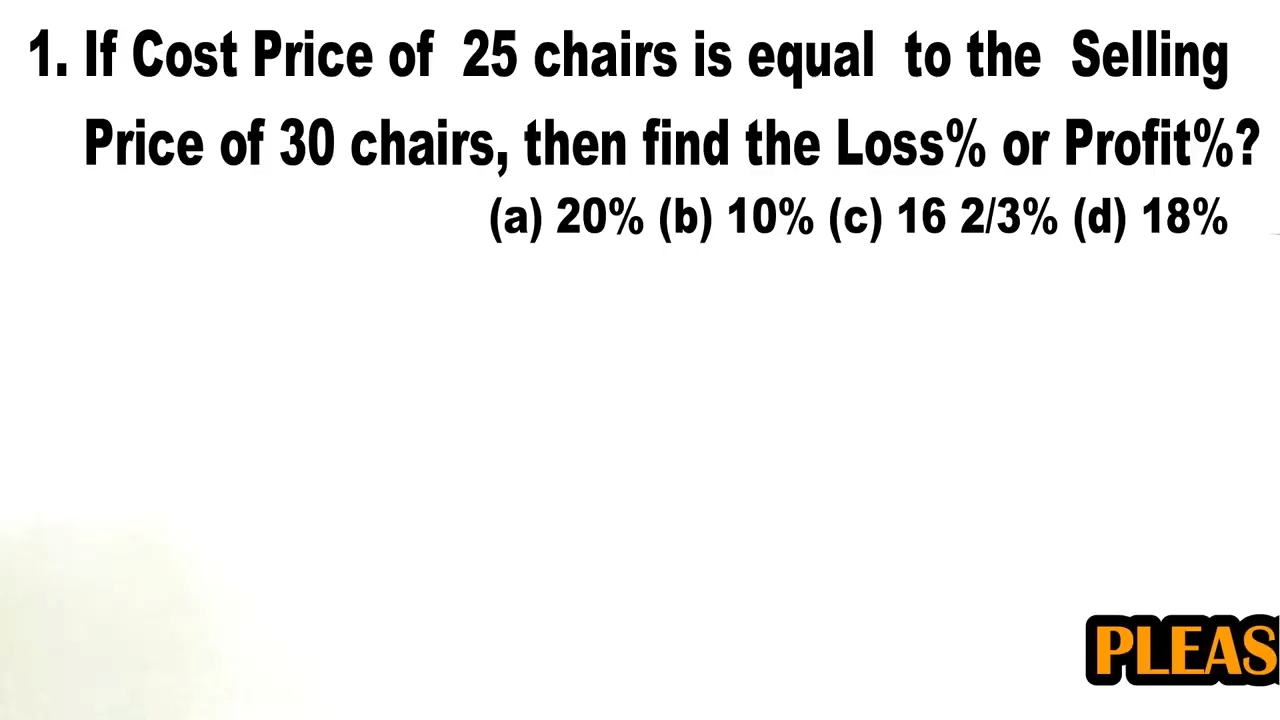 1. If Cost Price of 25 chairs is equal to the Selling
Price of 30 chairs, then find the Loss% or Profit%?
(a) 20% (b) 10% (c) 16 2/3% (d) 18%
PLEAS